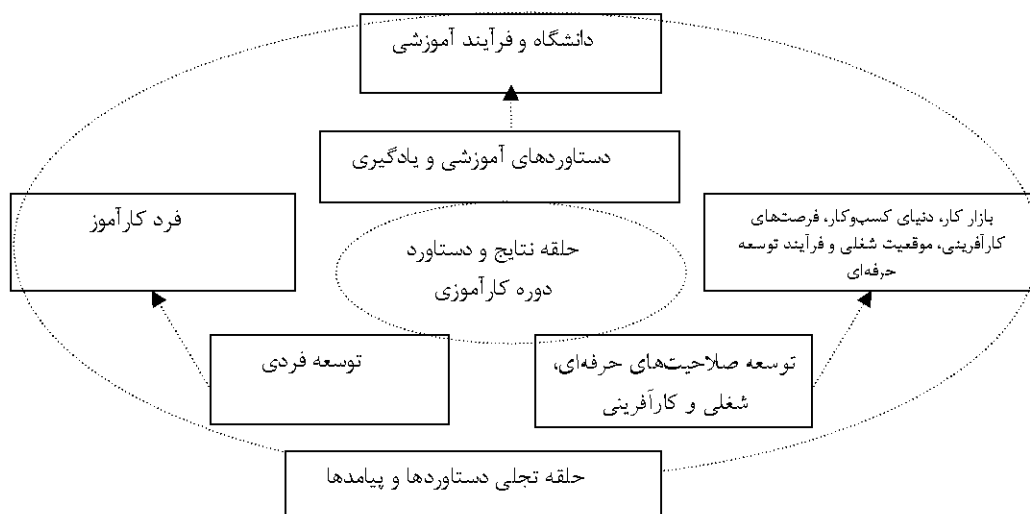 دانشگاه و فرآیند آموزشی
دستاوردهای آموزشی و یادگیری
بازار کار، دنیای کسب‌وکار، فرصت‌های
کارآفرینی، موقعیت شغلی و فرآیند توسعه
حرفه‌ای
فرد کارآموز
حلقه نتایج و دستاورد
دوره کارآموزی
توسعه صلاحیت‌های حرفه‌ای،
شغلی و کارآفرینی
توسعه فردی
حلقه تجلی دستاوردها و پیامدها